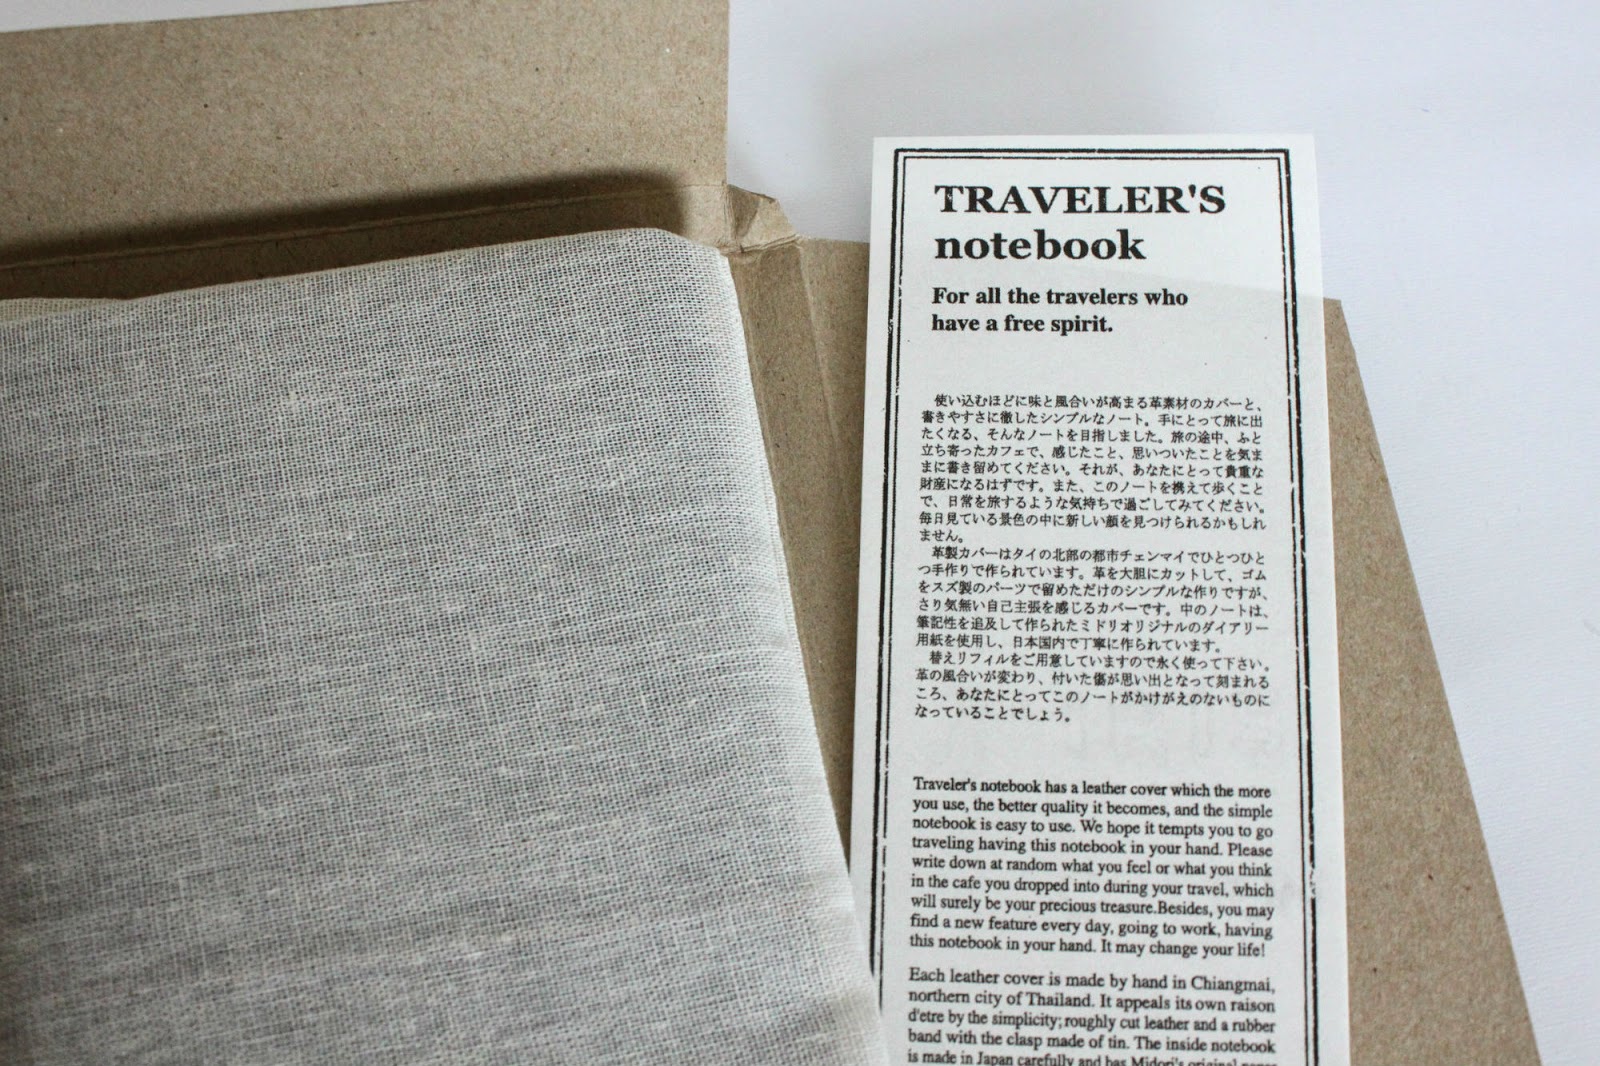 TRAVELER'S
notebook
For all the travelers who
have a free spirit.
使い込むほどに味と風合いが高まる革素材のカバーと、
書きやすさに徹したシンプルなノート。手にとって旅に出
たくなる、そんなノートを目指しました。旅の途中、ふと
立ち寄ったカフェで、感じたこと、思いついたことを気ま
まに書き留めてください。それが、あなたにとって貴重な
財産になるはずです。また、このノートを携えて歩くこと
で、日常を旅するような気持ちで過ごしてみてください。
毎日見ている景色の中に新しい顔を見つけられるかもしれ
ません。
革製カバーはタイの北部の都市チェンマイでひとつひと
つ手作りで作られています。革を大胆にカットして、ゴム
をスズ製のパーツで留めただけのシンプルな作りですが、
さり気無い自己主張を感じるカバーです。中のノートは、
筆記性を追及して作られたミドリオリジナルのダイアリー
用紙を使用し、日本国内で丁寧に作られています。
替えリフィルをご用意していますので永く使って下さい。
革の風合いが変わり、付いた傷が思い出となって刻まれる
ころ、あなたにとってこのノートがかけがえのないものに
なっていることでしょう。
Traveler's notebook has a leather cover which the more
you use, the better quality it becomes, and the simple
notebook is easy to use. We hope it tempts you to go
traveling having this notebook in your hand. Please
write down at random what you feel or what you think
in the cafe you dropped into during your travel, which
will surely be your precious treasure.Besides, you may
find a new feature every day, going to work, having
this notebook in your hand. It may change your life!
Each leather cover is made by hand in Chiangmai,
northern city of Thailand. It appeals its own raison
d'etre by the simplicity; roughly cut leather and a rubber
band with the clasp made of tin. The inside notebook
is made in Japan carefully and has Midori's original paper